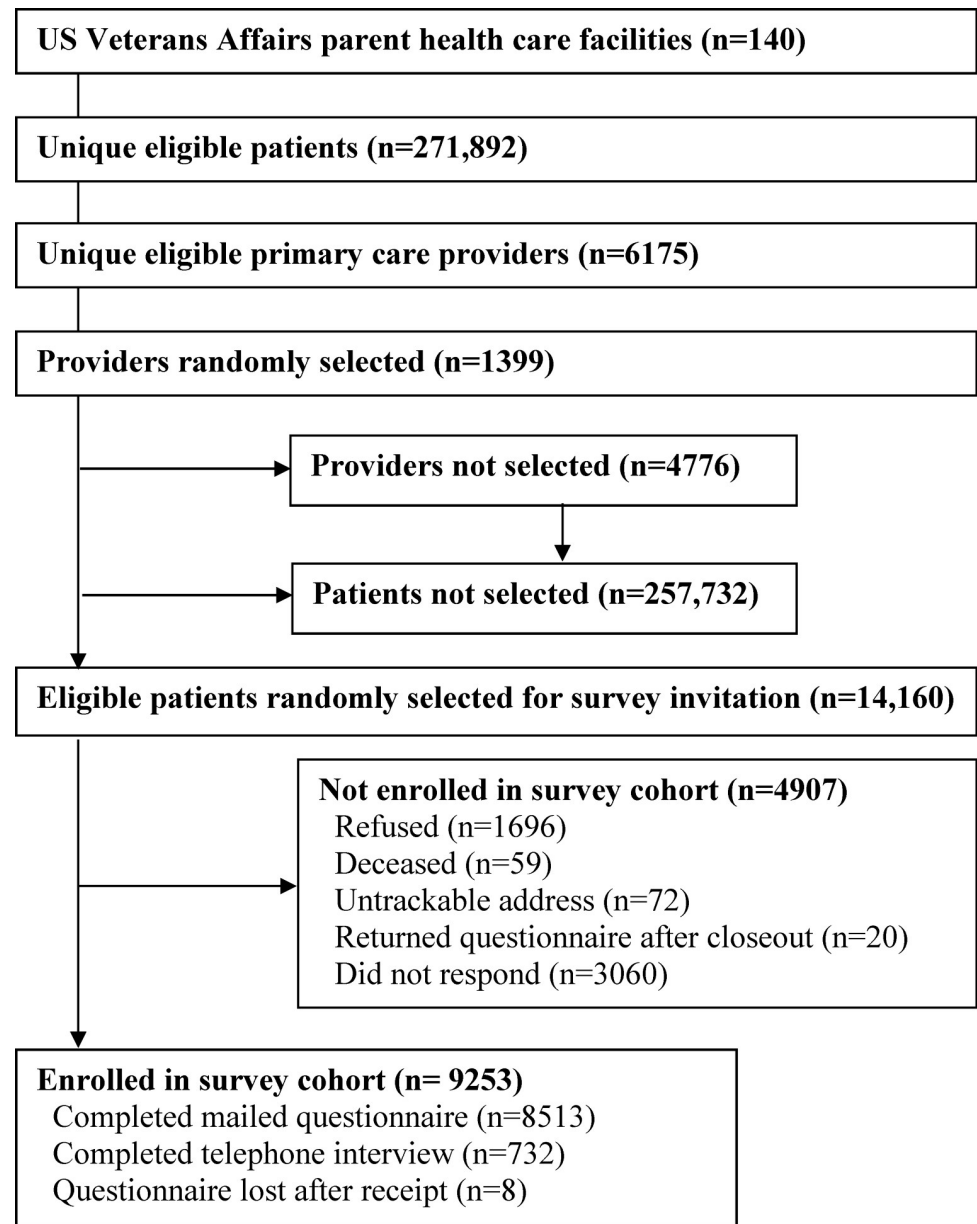 US Veterans Affairs parent health care facilities (n=140)
Unique eligible patients (n=271,892)
Unique eligible primary care providers (n=6175)
Providers randomly selected (n=1399)
Providers not selected (n=4776)
Patients not selected (n=257,732)
Eligible patients randomly selected for survey invitation (n=14,160)
Not enrolled in survey cohort (n=4907)
Refused (n=1696)
Deceased (n=59)
Untrackable address (n=72)
Returned questionnaire after closeout (n=20)
Did not respond (n=3060)
Enrolled in survey cohort (n= 9253)
Completed mailed questionnaire (n=8513)
Completed telephone interview (n=732)
Questionnaire lost after receipt (n=8)